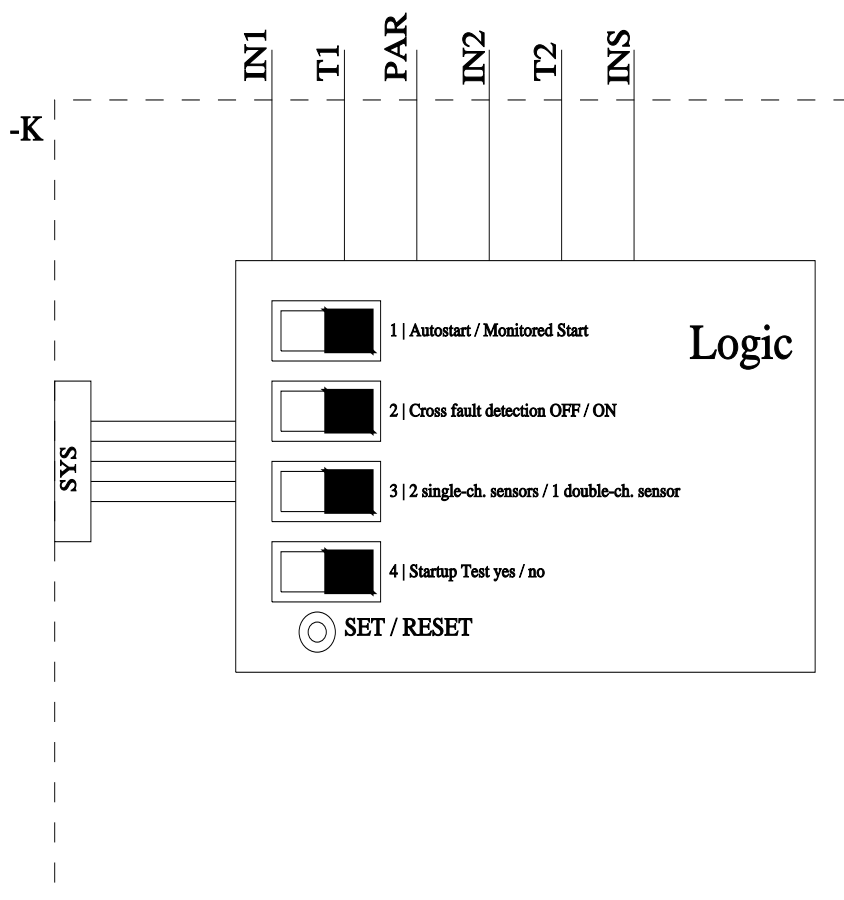 IN1
T1
PAR
IN2
T2
INS
-K
1 | Autostart / Monitored Start
Logic
2 | Cross fault detection OFF / ON
SYS
3 | 2 single-ch. sensors / 1 double-ch. sensor
4 | Startup Test yes / no
SET / RESET